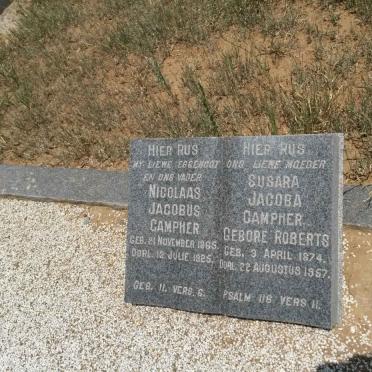 HIER RUS
MY LIEWE EGGENOOT
EN ONS VADER
NICOLAAS
JACOBUS
CAMPHER
GEB. 21 NOVEMBER 1865.
OORL. 12 JULIE 1925.
GES. 11. VERS. 6.
HIER RUS
ONS LIEWE MOEDER
SUSARA
JACOBA
CAMPHER
GEBORE ROBERTS
GEB. 3 APRIL 1874.
OORL. 22 AUGUSTUS 1957.
PSALM 116 VERS 11.